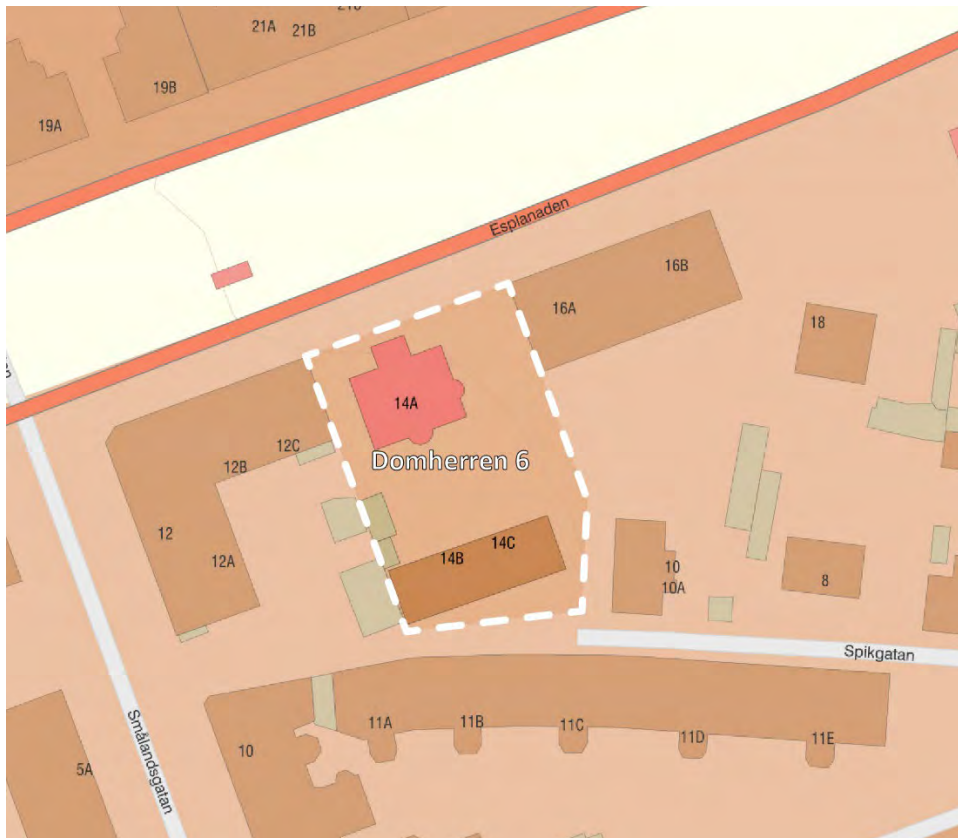 21A
21B
19B
19A
Esplanaden
16B
16A
18
14A
12C
Domherren 6
12B
12
12A
14B
14C
10
10A
8
Spikgatan
Smålandsgatan
11A
11B
11C
11D
11E
10
5A